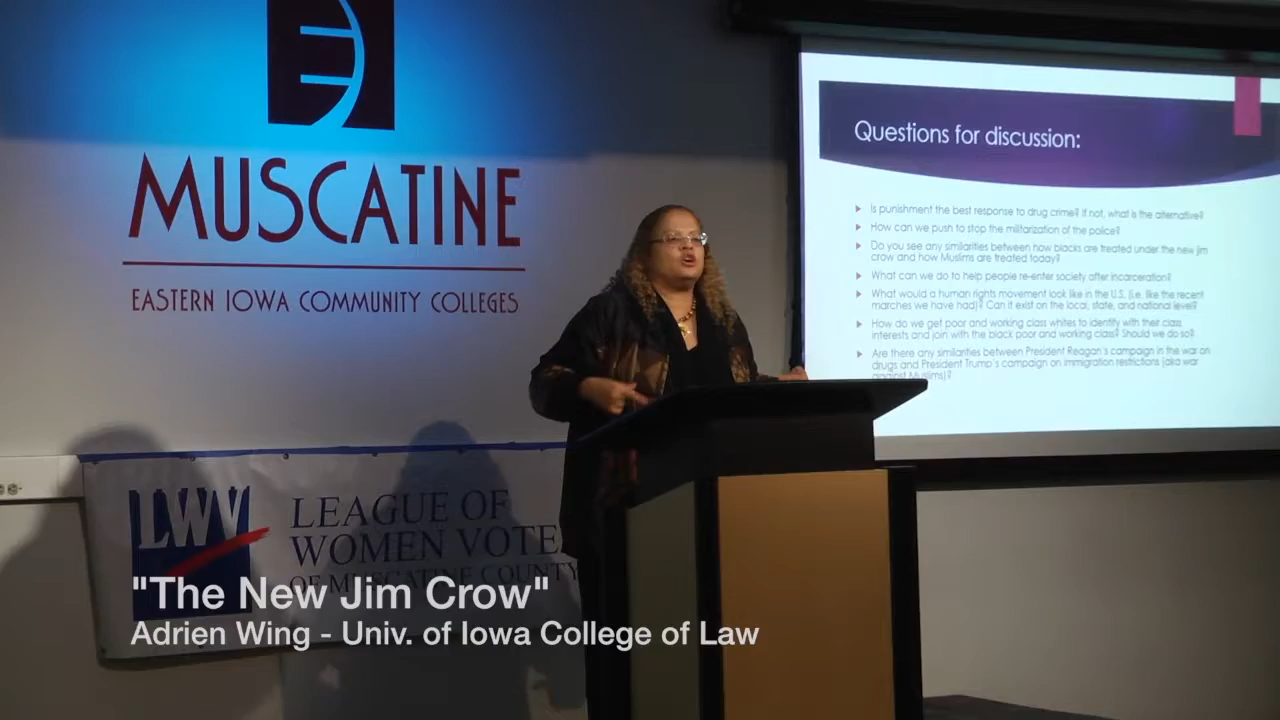 MUSCATINE
EASTERN IOWA COMMUNITY COLLEGES
Questions for discussion:
Is punishment the best response to drug crime? If not, what is the alternative?
How can we push to stop the militarization of the police?
Do you see any similarities between how blacks are treated under the new jim
crow and how Muslims are treated today?
What can we do to help people re-enter society after incarceration?
What would a human rights movement look like in the U.S. (i.e. like the recent
marches we have had)? Can it exist on the local, state, and national level?
How do we get poor and working class whites to identify with their class
interests and join with the black poor and working class? Should we do so?
Are there any similarities between President Reagan's campaign in the war on
drugs and President Trump's campaign on immigration restrictions (aka war
against Muslims)?
LWV
LEAGUE OF
WOMEN VOTE
OF MUSCATINE COUNTY
"The New Jim Crow"
Adrien Wing - Univ. of Iowa College of Law